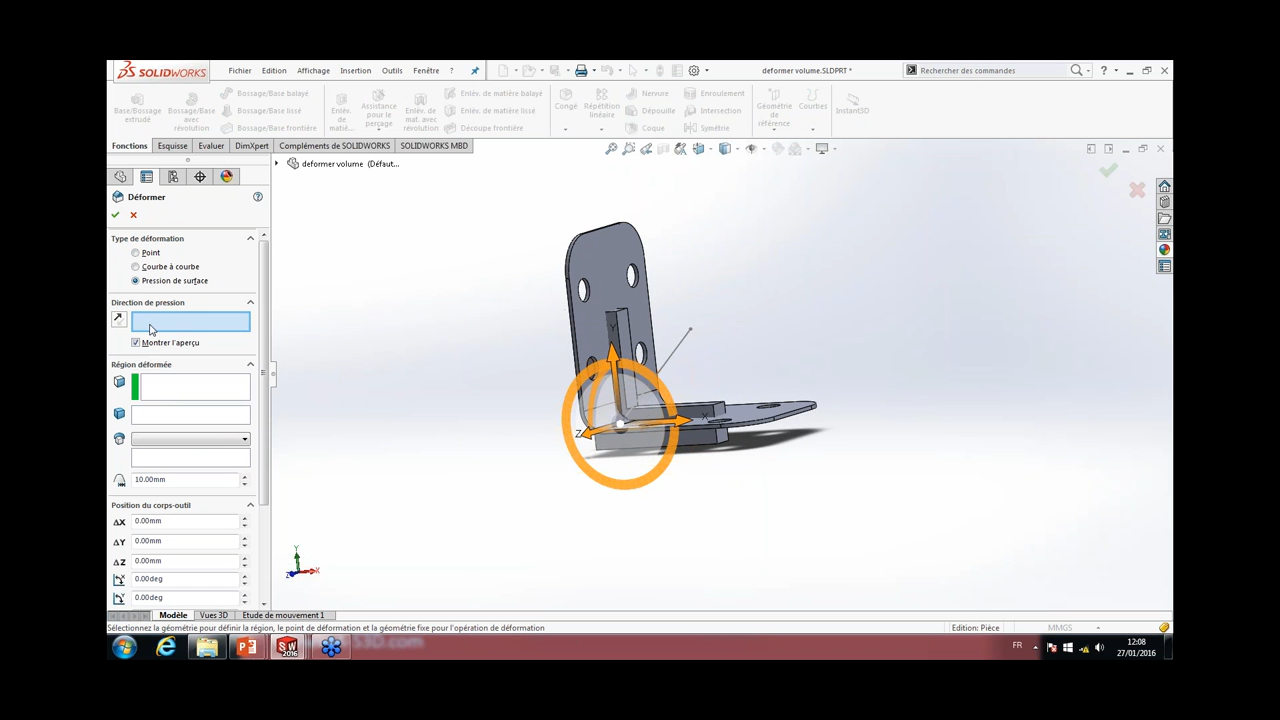 SOLIDWORKS Fichier Edition Affichage Insertion Outils Fenêtre ? deformer volume.SLDPRT * Rechercher des commandes ?
Base/Bossage extrudé
Bossage/Base avec révolution
Bossage/Base balayé
Bossage/Base lissé
Bossage/Base frontière
Enlèv. de matiè...
Assistance pour le perçage
Enlèv. de mat. avec révolution
Enlèv. de matière balayé
Enlèv. de matière lissé
Découpe frontière
Congé
Répétition linéaire
Nervure
Dépouille
Coque
Enroulement
Intersection
Symétrie
Géométrie de référence
Courbes
Instant3D
Fonctions Esquisse Evaluer DimXpert Compléments de SOLIDWORKS SOLIDWORKS MBD
deformer volume (Défaut...
Déformer ?
Type de déformation
Point
Courbe à courbe
Pression de surface
Direction de pression
Montrer l'aperçu
Région déformée
10.00mm
Position du corps-outil
ΔX 0.00mm
ΔY 0.00mm
ΔZ 0.00mm
0.00deg
0.00deg
Y
X
Z
Y
X
Z
Modèle Vues 3D Etude de mouvement 1
Sélectionnez la géométrie pour définir la région, le point de déformation et la géométrie fixe pour l'opération de déformation Edition: Pièce MMGS
SW 2016
3D.com
FR
12:08
27/01/2016